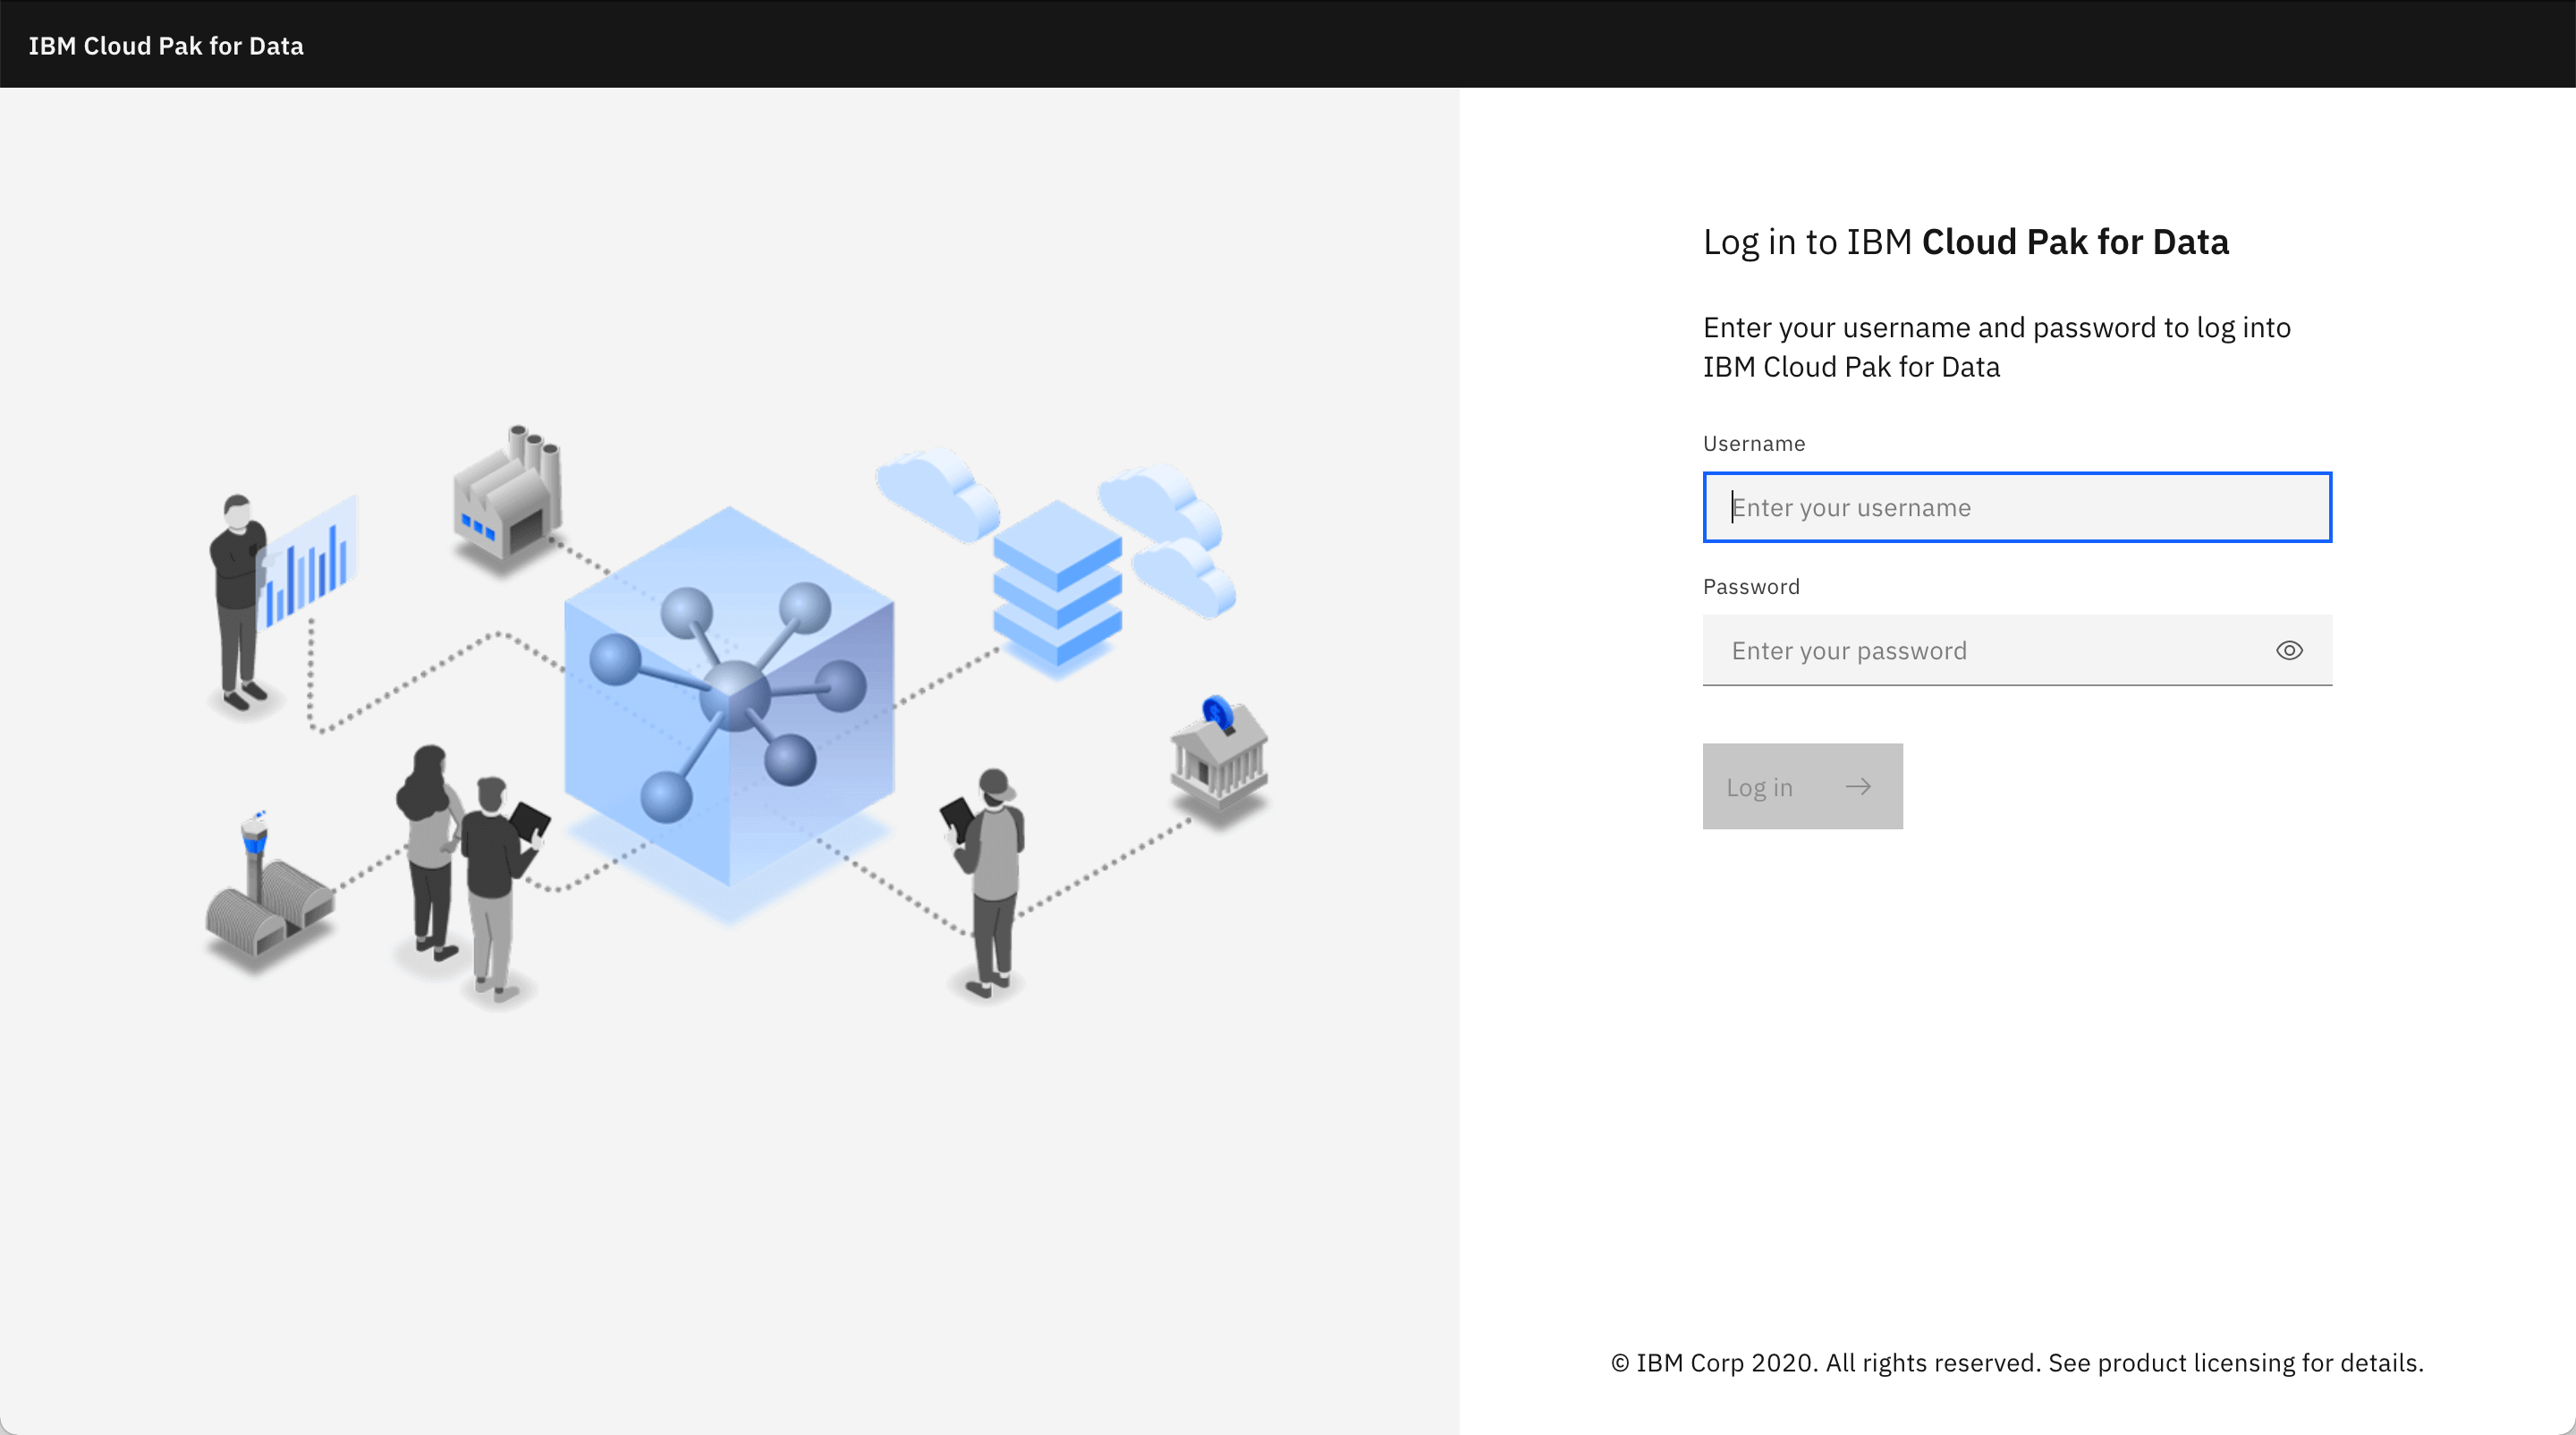 IBM Cloud Pak for Data
Log in to IBM Cloud Pak for Data
Enter your username and password to log into
IBM Cloud Pak for Data
Username
Enter your username
Password
Enter your password
Log in
© IBM Corp 2020. All rights reserved. See product licensing for details.